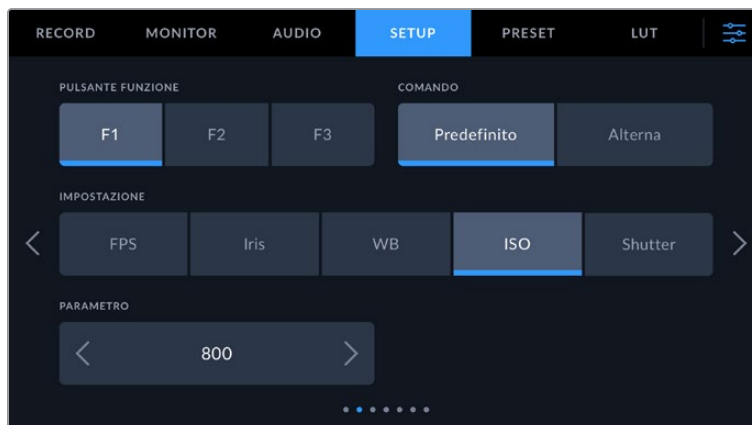 RECORD MONITOR AUDIO SETUP PRESET LUT
PULSANTE FUNZIONE COMANDO
F1 F2 F3 Predefinito Alterna
IMPOSTAZIONE
FPS Iris WB ISO Shutter
PARAMETRO
800